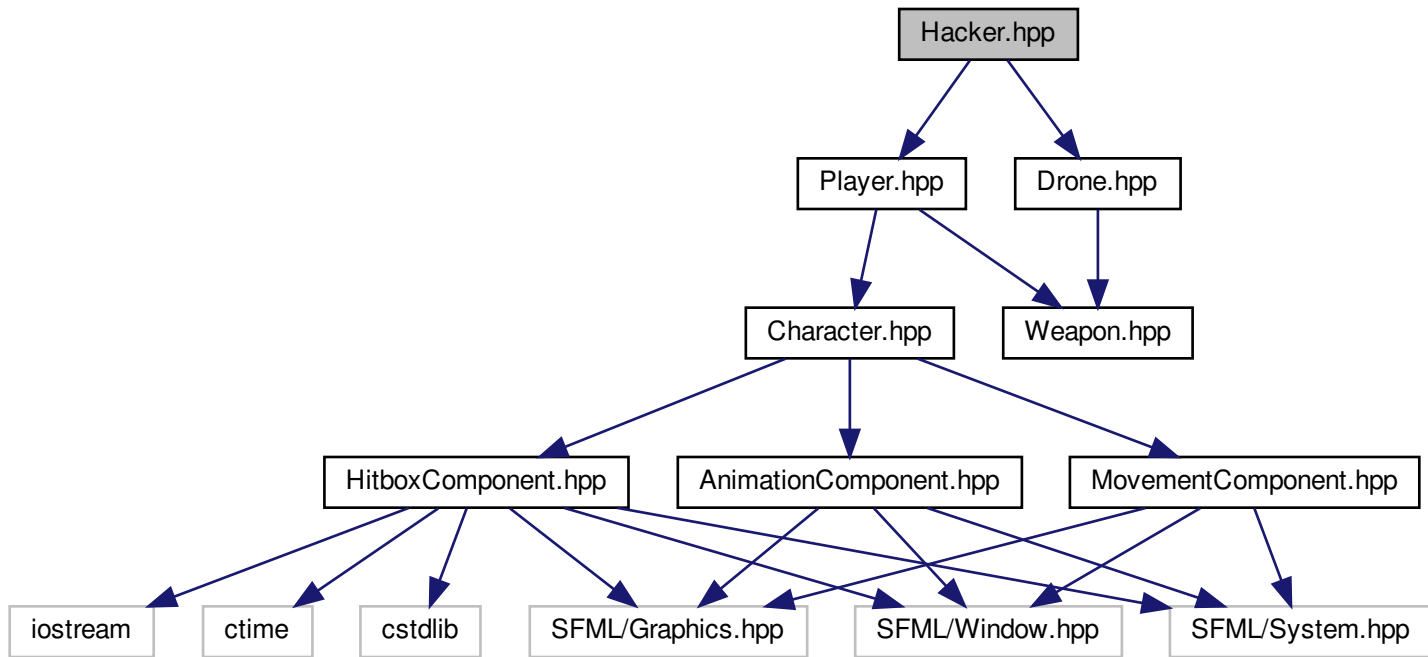 Hacker.hpp
Player.hpp
Drone.hpp
Character.hpp
Weapon.hpp
HitboxComponent.hpp
AnimationComponent.hpp
MovementComponent.hpp
iostream
ctime
cstdlib
SFML/Graphics.hpp
SFML/Window.hpp
SFML/System.hpp